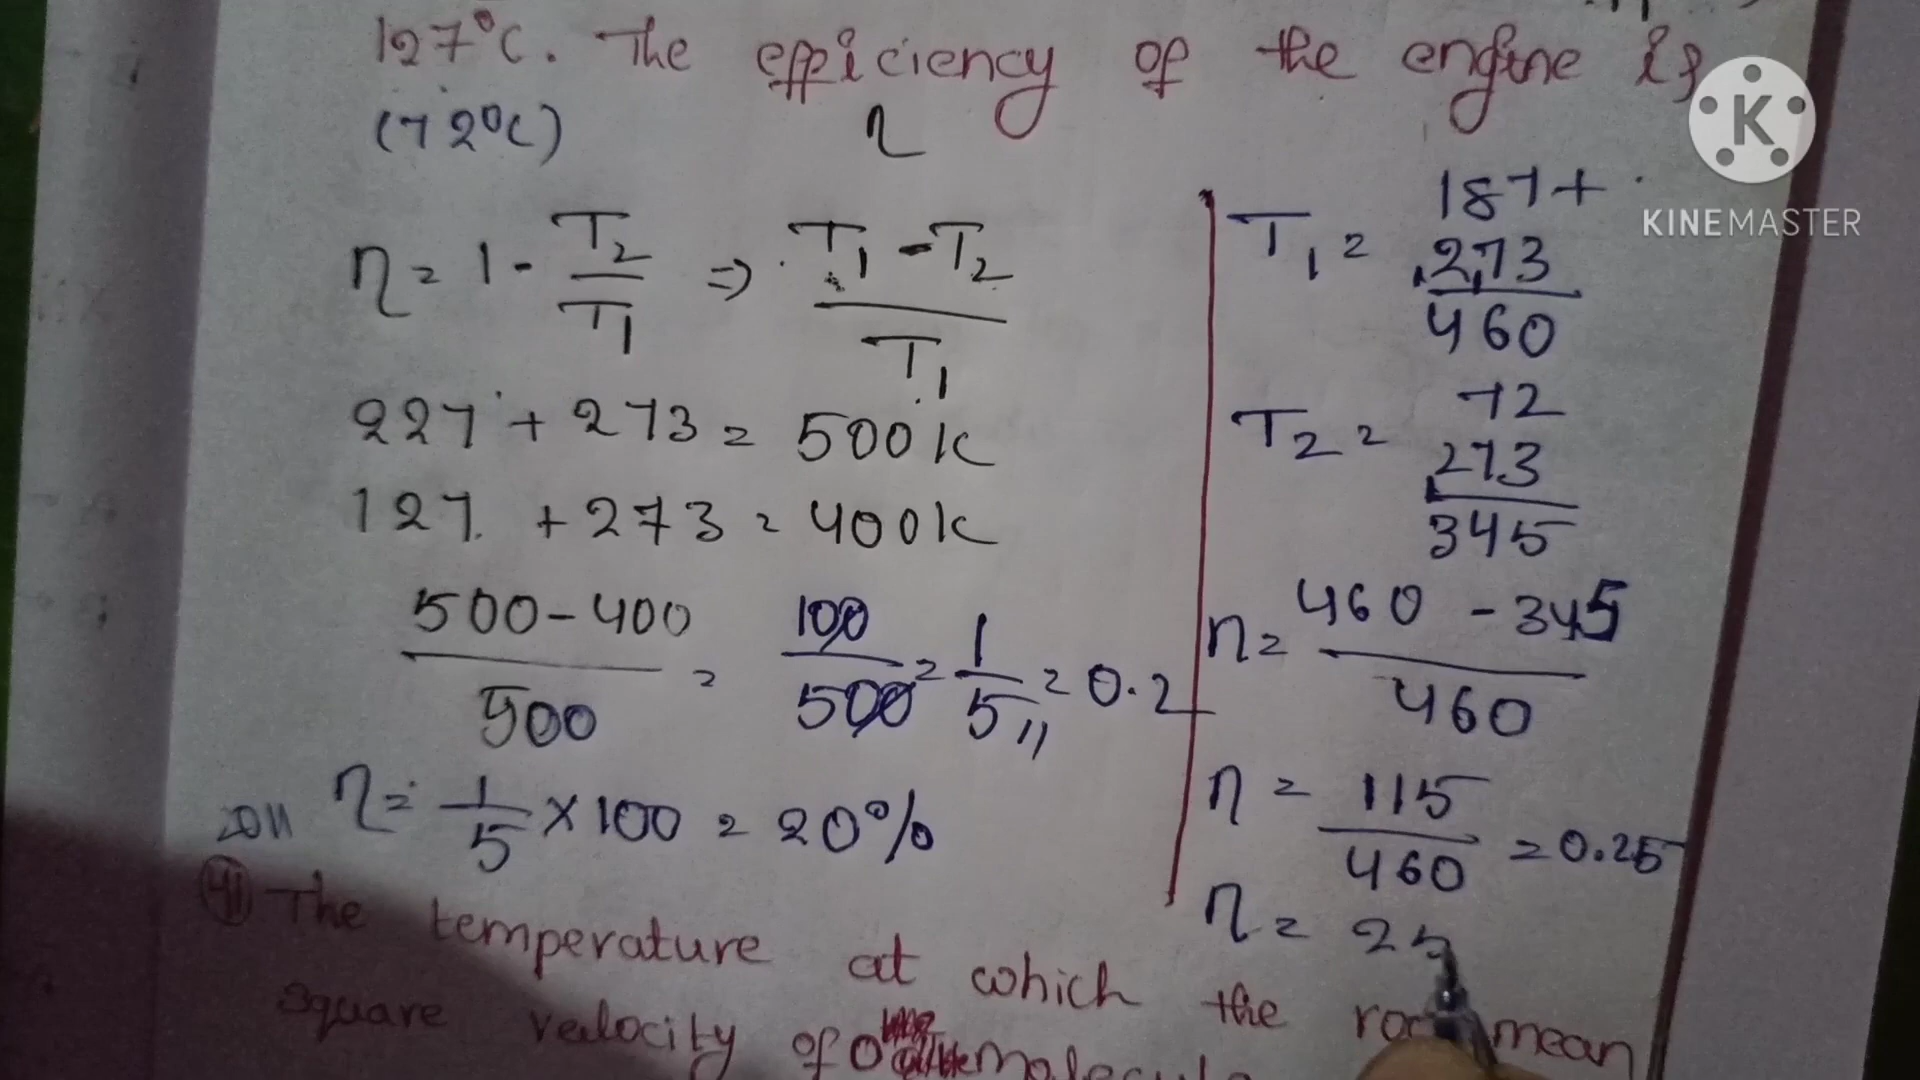 127°C. The efficiency of the engine is
(72°C) η
η = 1 - T2/T1 ⇒ T1 - T2/T1
227 + 273 = 500K
127 + 273 = 400K
500 - 400/500 = 100/500 = 1/5 = 0.2
2011 η = 1/5 × 100 = 20%
T1 = 187+
273
460
T2 = 72
273
345
η = 460 - 345/460
η = 115/460 = 0.25
η = 25
41 The temperature at which the root mean
square velocity of
KINEMASTER